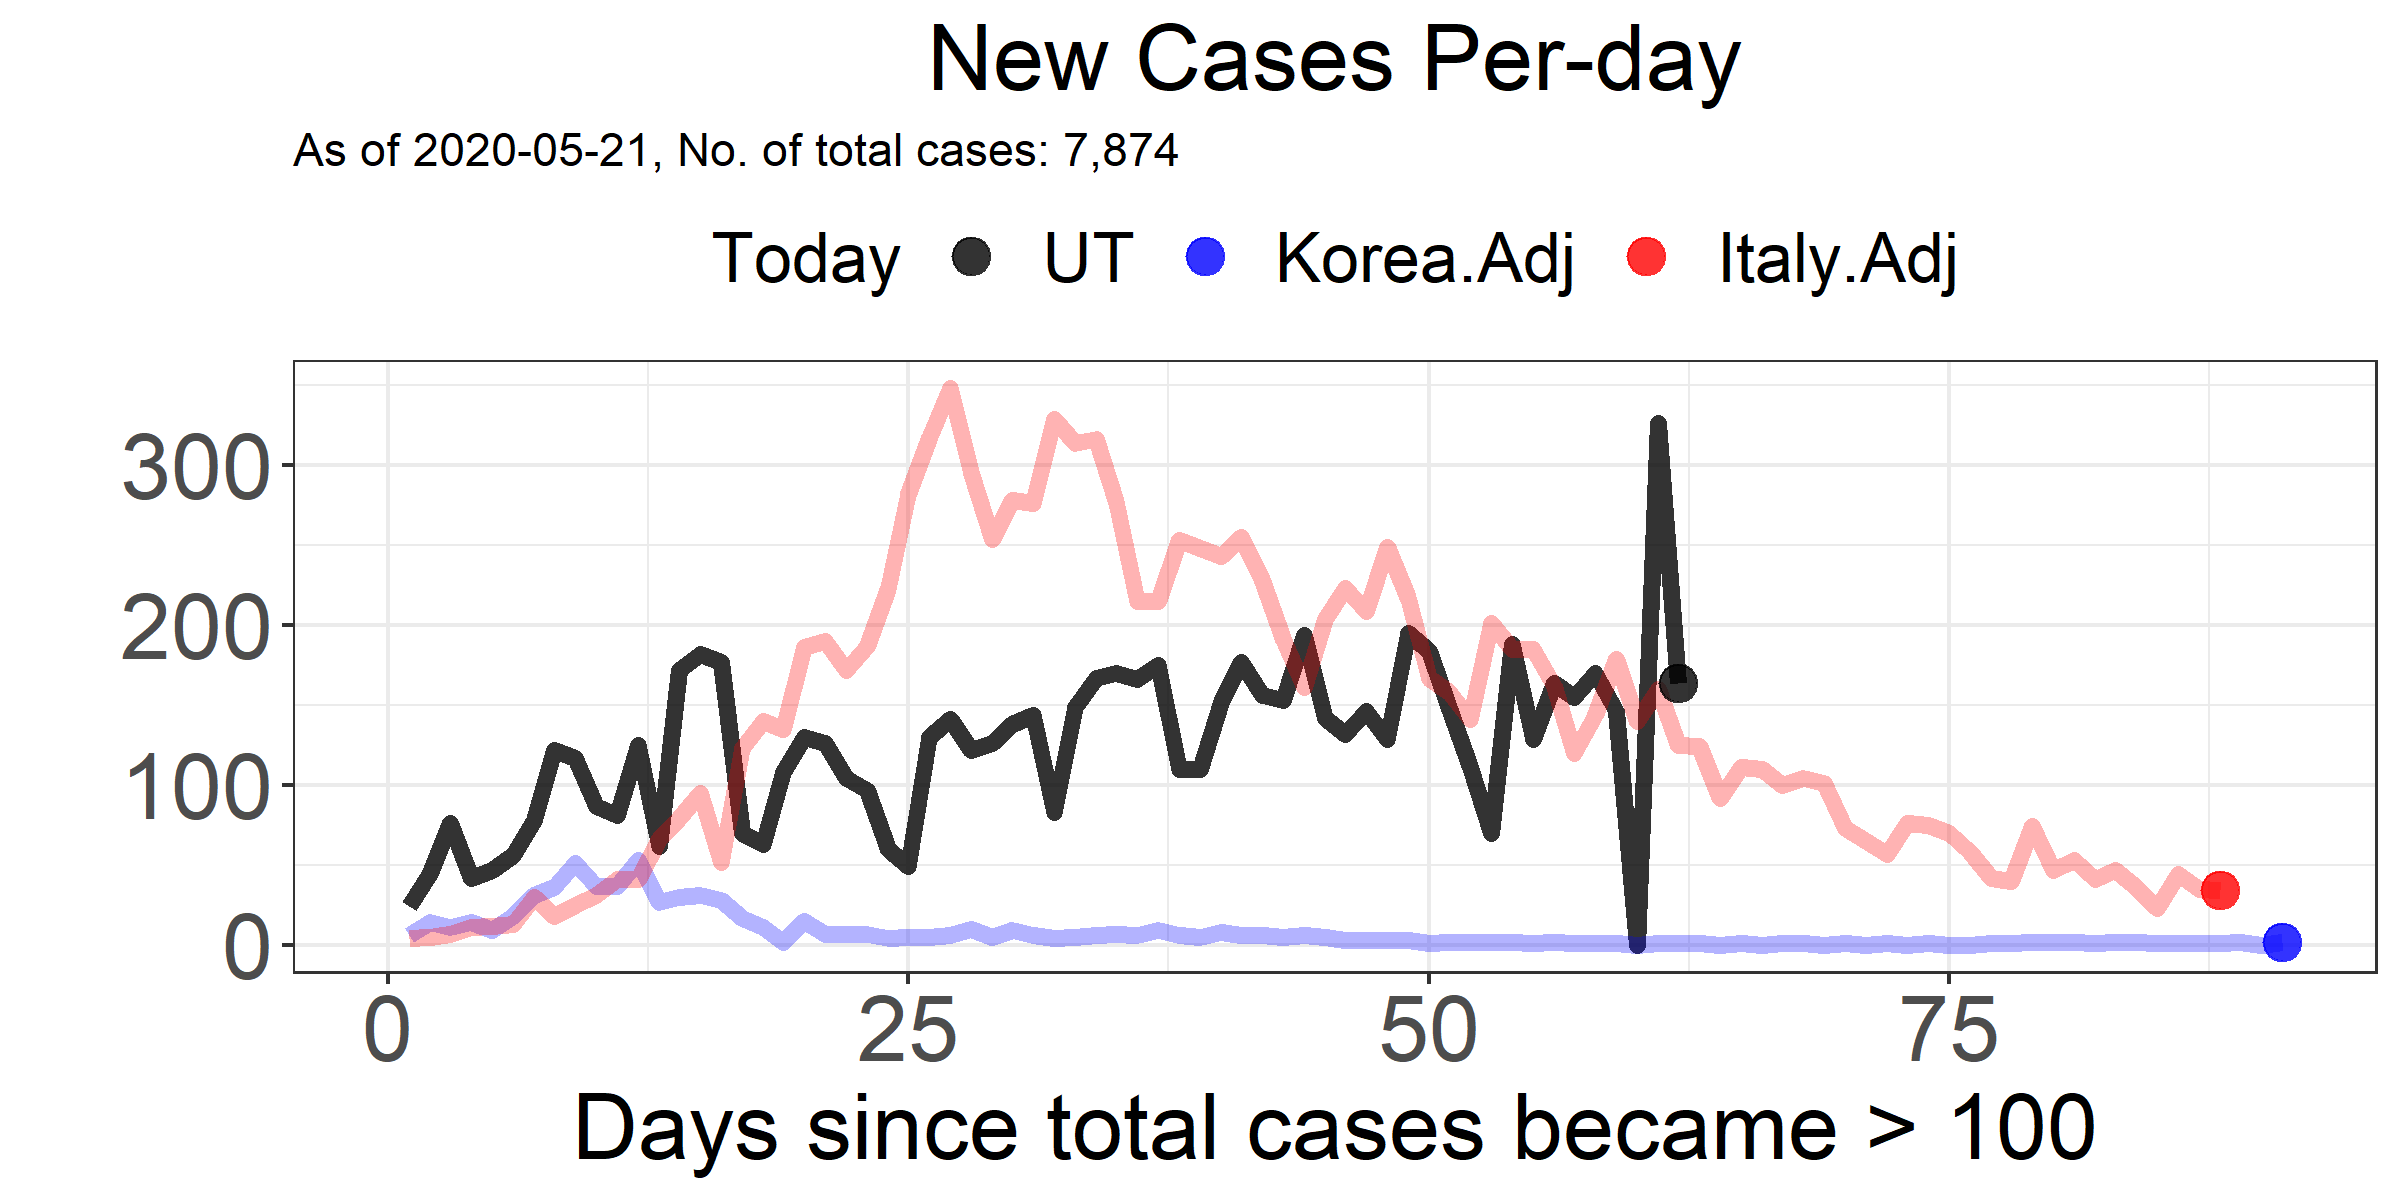 New Cases Per-day
As of 2020-05-21, No. of total cases: 7,874
Today UT Korea.Adj Italy.Adj
300
200
100
0
0 25 50 75
Days since total cases became > 100